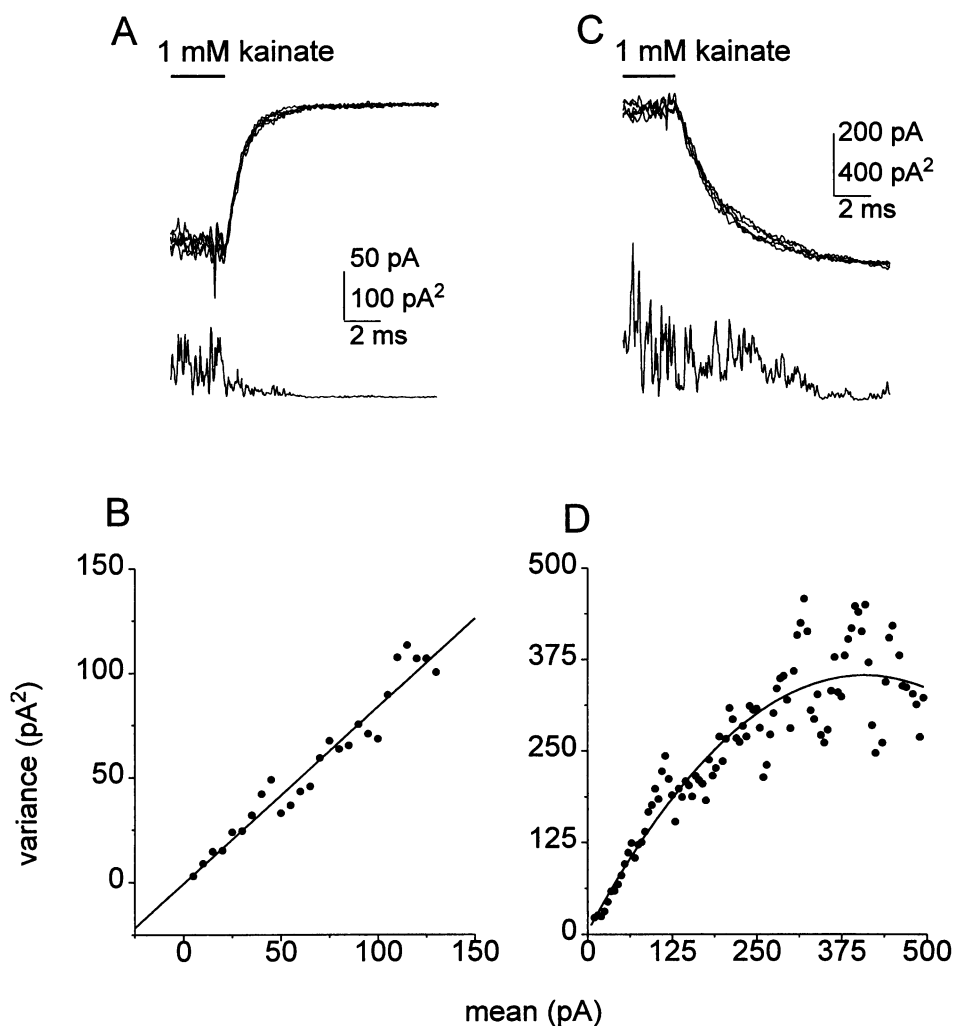 A
1 mM kainate
50 pA
100 pA²
2 ms
C
1 mM kainate
200 pA
400 pA²
2 ms
B
150
100
50
0
0
50
100
150
variance (pA²)
D
500
375
250
125
0
0
125
250
375
500
mean (pA)